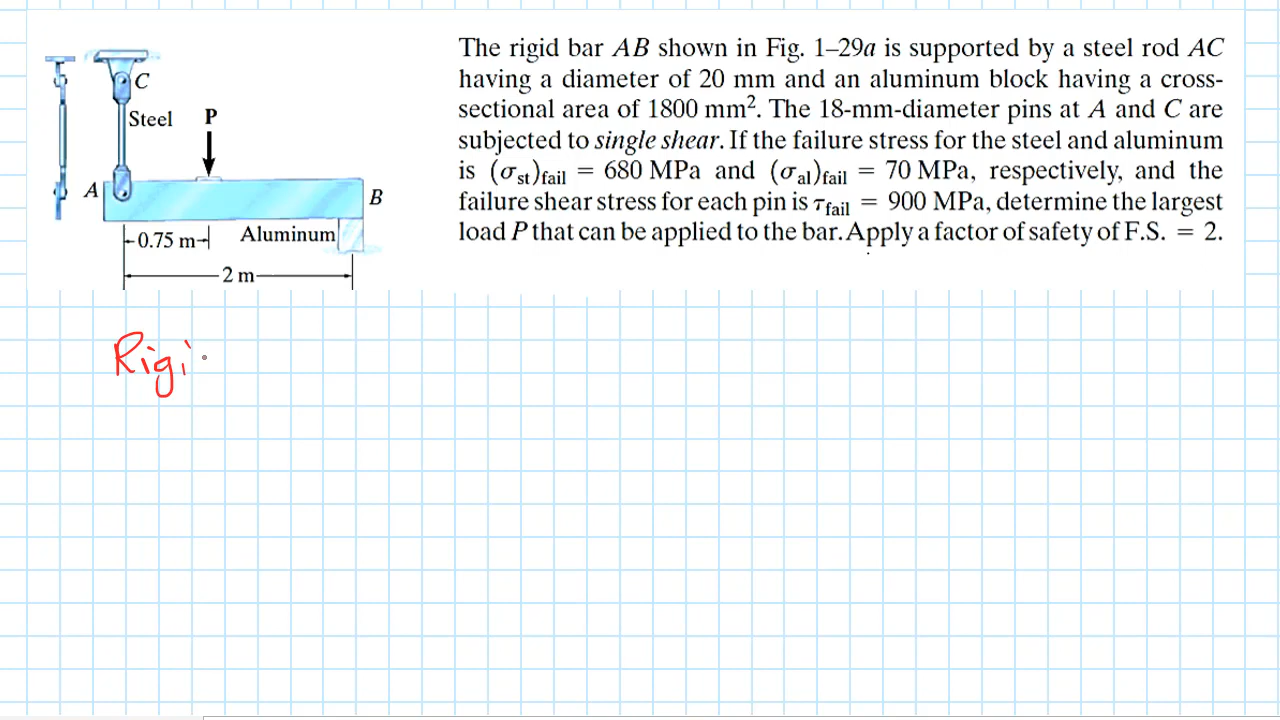 C
Steel P
A
B
0.75 m
Aluminum
2 m
The rigid bar AB shown in Fig. 1–29a is supported by a steel rod AC
having a diameter of 20 mm and an aluminum block having a cross-
sectional area of 1800 mm². The 18-mm-diameter pins at A and C are
subjected to single shear. If the failure stress for the steel and aluminum
is (σst)fail = 680 MPa and (σal)fail = 70 MPa, respectively, and the
failure shear stress for each pin is τfail = 900 MPa, determine the largest
load P that can be applied to the bar. Apply a factor of safety of F.S. = 2.
Rigi